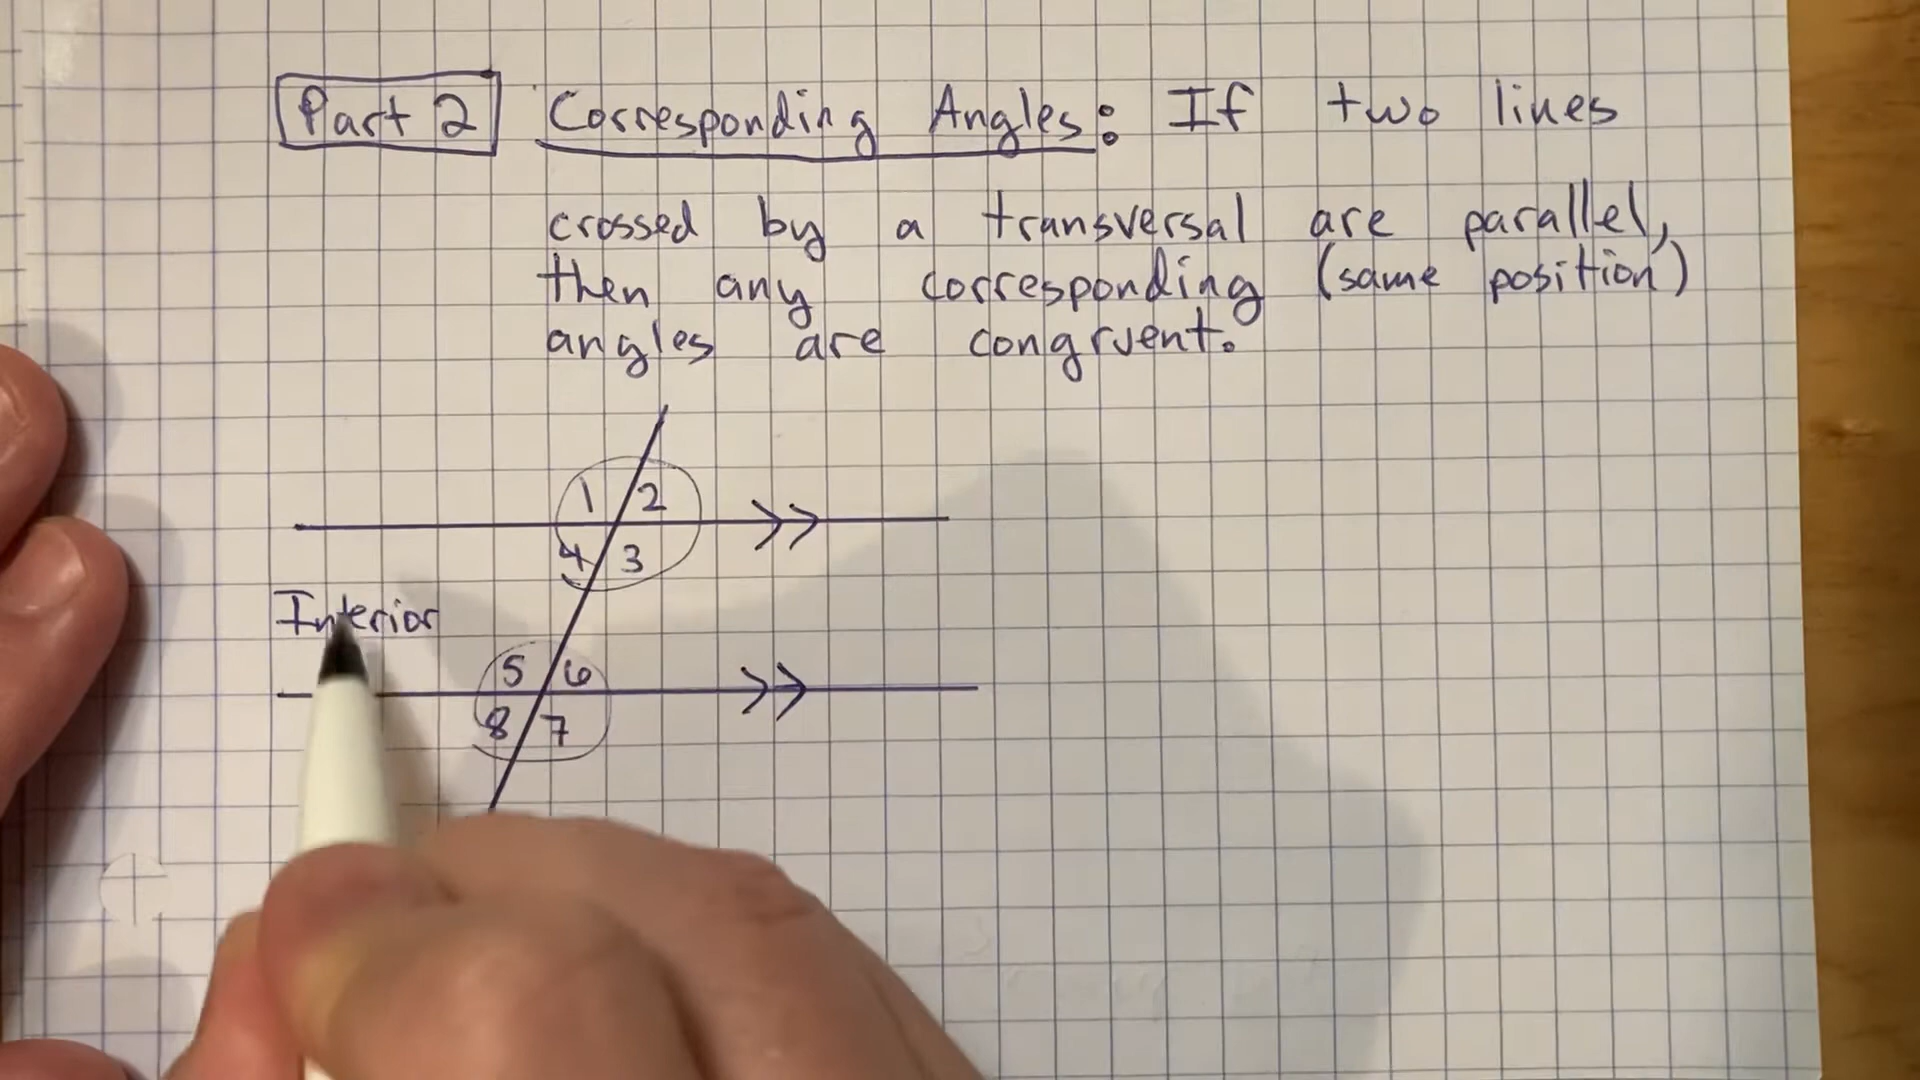 Part 2 Corresponding Angles: If two lines
crossed by a transversal are parallel,
then any corresponding (same position)
angles are congruent.
1 2
4 3
Interior
5 6
8 7